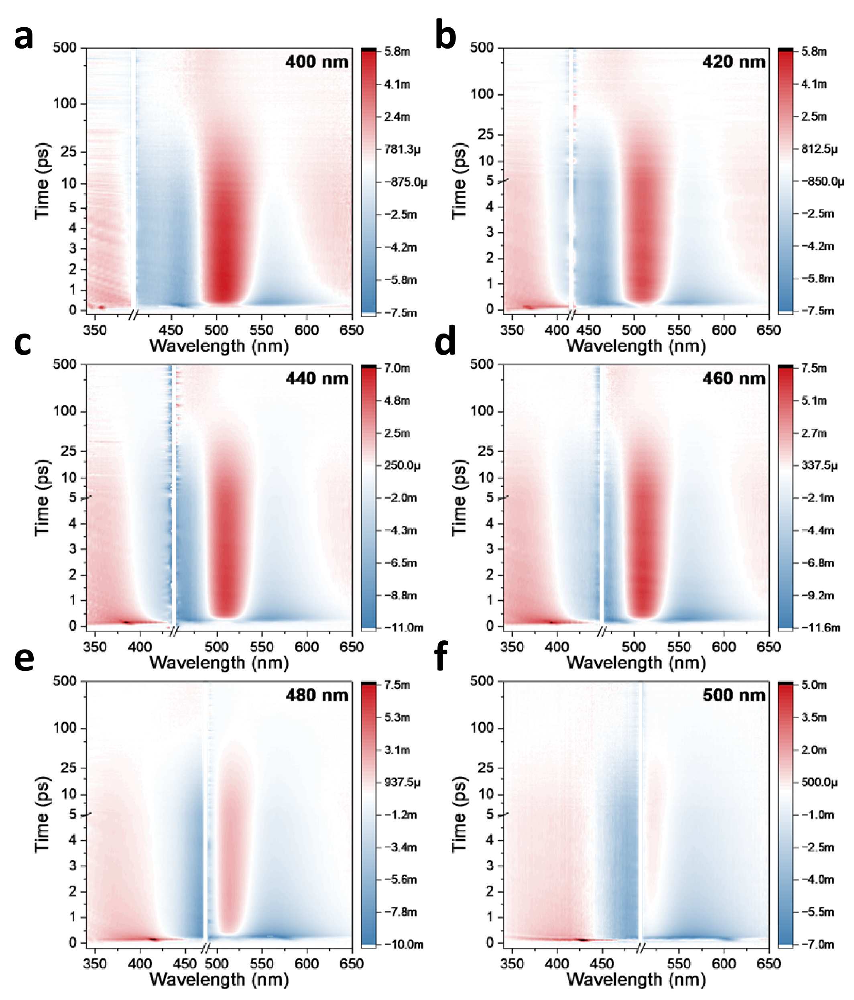 a
b
500
100
25
10
5
4
3
2
1
0
Time (ps)
400 nm
350
450
500
550
600
650
Wavelength (nm)
5.8m
4.1m
2.4m
781.3µ
−875.0µ
−2.5m
−4.2m
−5.8m
−7.5m
500
100
25
10
5
4
3
2
1
0
Time (ps)
420 nm
350
400
450
500
550
600
650
Wavelength (nm)
5.8m
4.1m
2.5m
812.5µ
−850.0µ
−2.5m
−4.2m
−5.8m
−7.5m
c
d
500
100
25
10
5
4
3
2
1
0
Time (ps)
440 nm
350
400
500
550
600
650
Wavelength (nm)
7.0m
4.8m
2.5m
250.0µ
−2.0m
−4.3m
−6.5m
−8.8m
−11.0m
500
100
25
10
5
4
3
2
1
0
Time (ps)
460 nm
350
400
500
550
600
650
Wavelength (nm)
7.5m
5.1m
2.7m
337.5µ
−2.1m
−4.4m
−6.8m
−9.2m
−11.6m
e
f
500
100
25
10
5
4
3
2
1
0
Time (ps)
480 nm
350
400
450
500
550
600
650
Wavelength (nm)
7.5m
5.3m
3.1m
937.5µ
−1.2m
−3.4m
−5.6m
−7.8m
−10.0m
500
100
25
10
5
4
3
2
1
0
Time (ps)
500 nm
350
400
450
550
600
650
Wavelength (nm)
5.0m
3.5m
2.0m
500.0µ
−1.0m
−2.5m
−4.0m
−5.5m
−7.0m